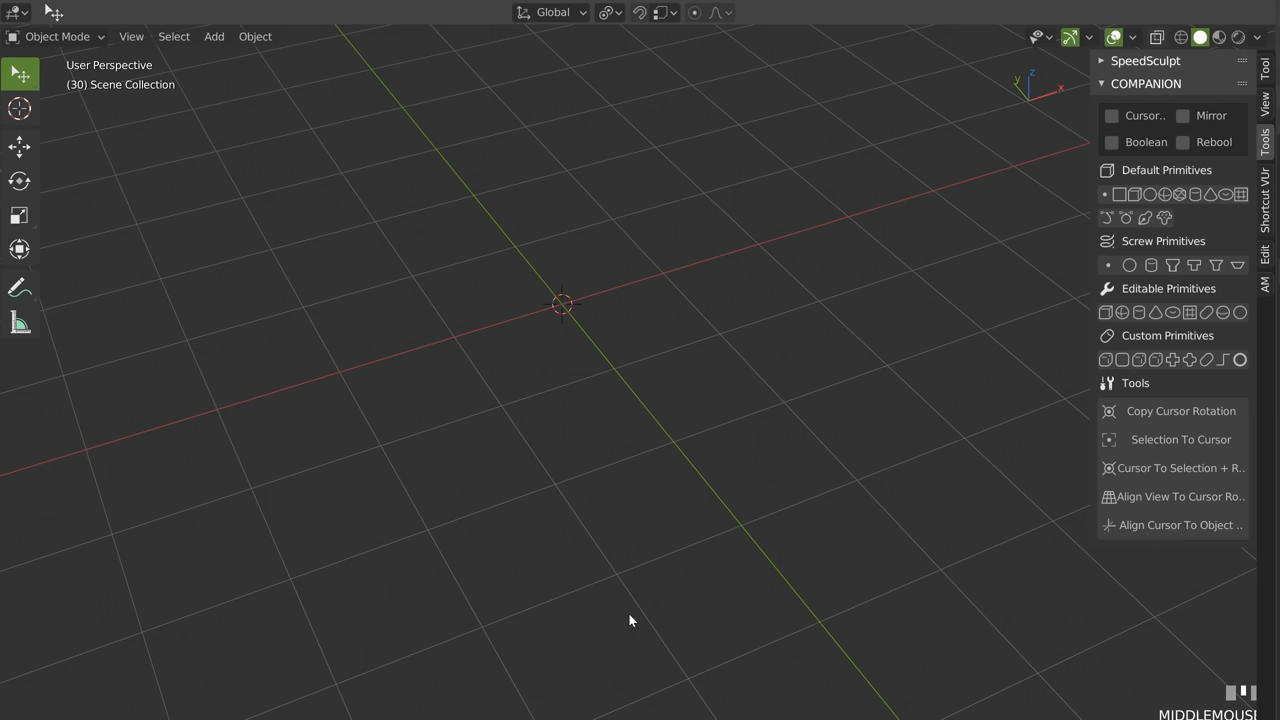 Global
Object Mode View Select Add Object
User Perspective
(30) Scene Collection
z
y
x
SpeedSculpt
COMPANION
Cursor.. Mirror
Boolean Rebool
Default Primitives
Screw Primitives
Editable Primitives
Custom Primitives
Tools
Copy Cursor Rotation
Selection To Cursor
Cursor To Selection + R..
Align View To Cursor Ro..
Align Cursor To Object ..
Tool
View
Tools
Shortcut VUr
Edit
AM
MIDDLEMOUSE